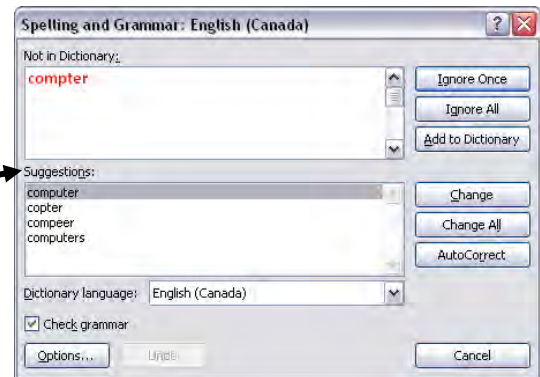 Spelling and Grammar: English (Canada)
Not in Dictionary:
compter
Ignore Once
Ignore All
Add to Dictionary
Suggestions:
computer
copter
compeer
computers
Change
Change All
AutoCorrect
Dictionary language: English (Canada)
Check grammar
Options... Undo Cancel